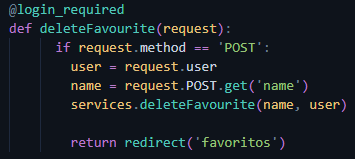 @login_required
def deleteFavourite(request):
    if request.method == 'POST':
      user = request.user
      name = request.POST.get('name')
      services.deleteFavourite(name, user)

      return redirect('favoritos')